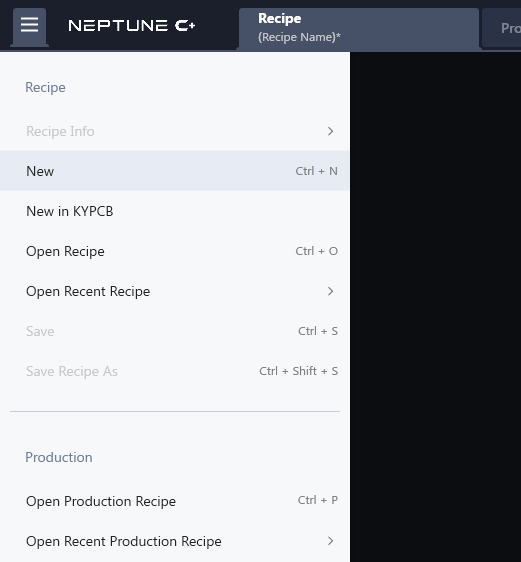 NEPTUNE C+
Recipe
(Recipe Name)*
Pro
Recipe
Recipe Info
New Ctrl + N
New in KYPCB
Open Recipe Ctrl + O
Open Recent Recipe
Save Ctrl + S
Save Recipe As Ctrl + Shift + S
Production
Open Production Recipe Ctrl + P
Open Recent Production Recipe